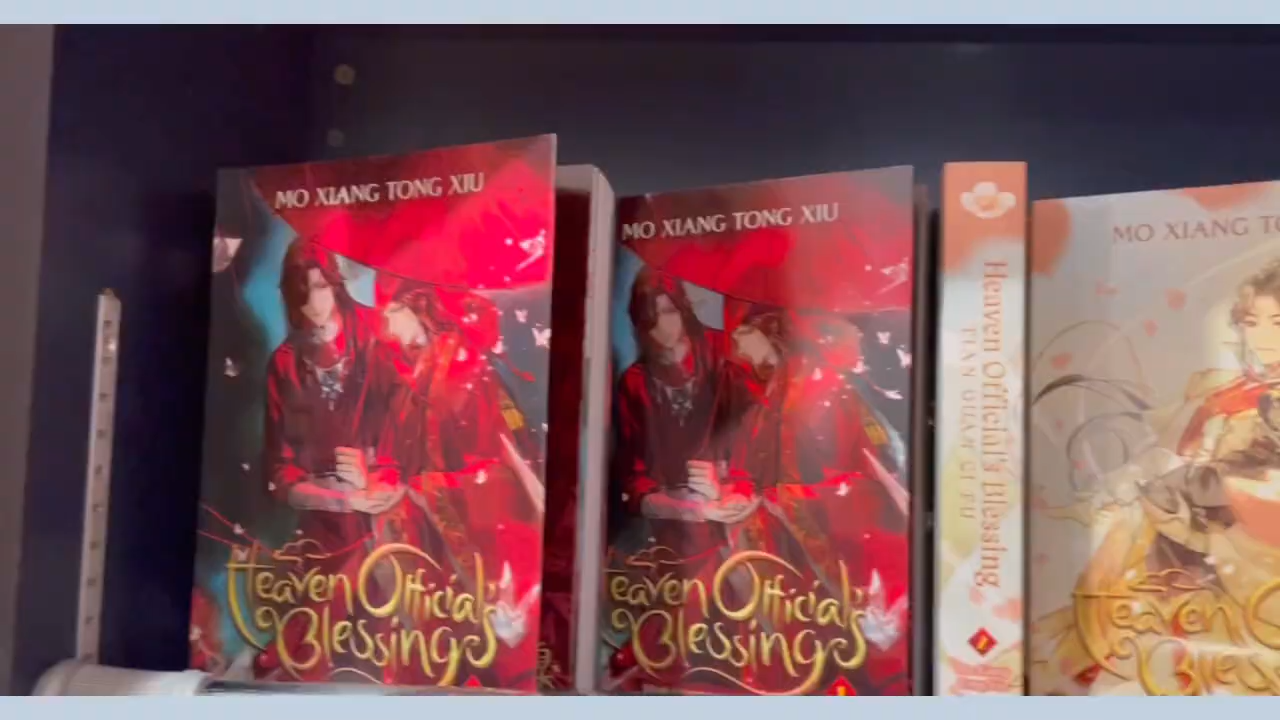 MO XIANG TONG XIU
Heaven Official's
Blessing
MO XIANG TONG XIU
Heaven Official's
Blessing
1
Heaven Official's Blessing
TIAN GUAN CI FU
MO XIANG